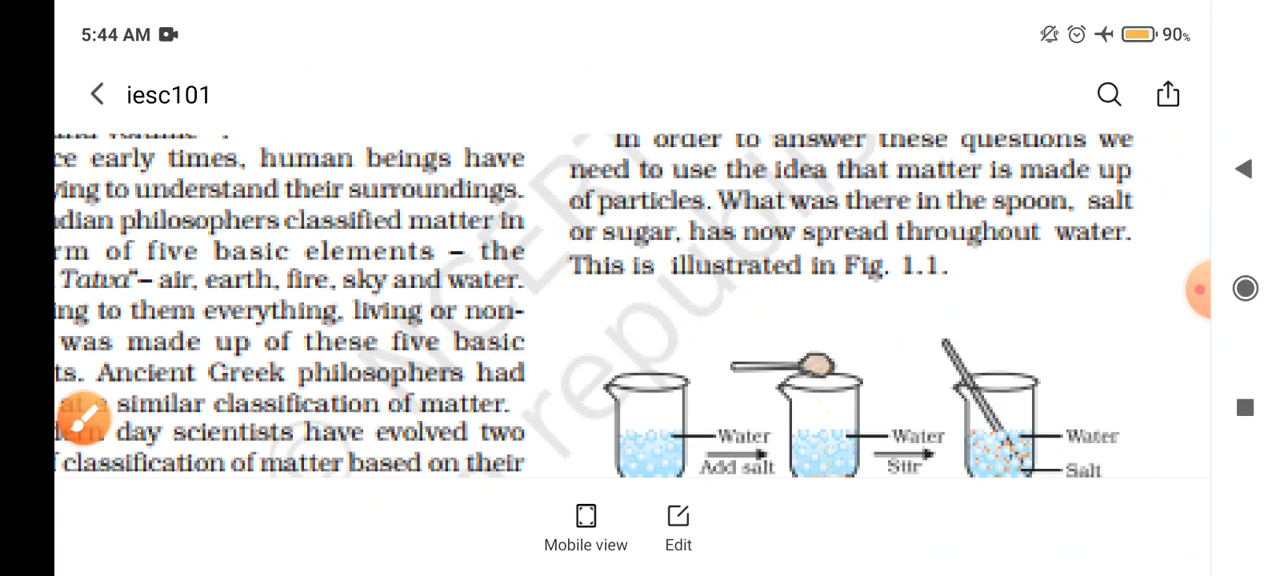 5:44 AM
90%
iesc101
ce early times, human beings have
ying to understand their surroundings.
dian philosophers classified matter in
rm of five basic elements – the
Tatva"– air, earth, fire, sky and water.
ing to them everything, living or non-
was made up of these five basic
ts. Ancient Greek philosophers had
at a similar classification of matter.
ern day scientists have evolved two
f classification of matter based on their
In order to answer these questions we
need to use the idea that matter is made up
of particles. What was there in the spoon, salt
or sugar, has now spread throughout water.
This is illustrated in Fig. 1.1.
Water
Add salt
Water
Stir
Water
Salt
NCERT
republi
Mobile view
Edit